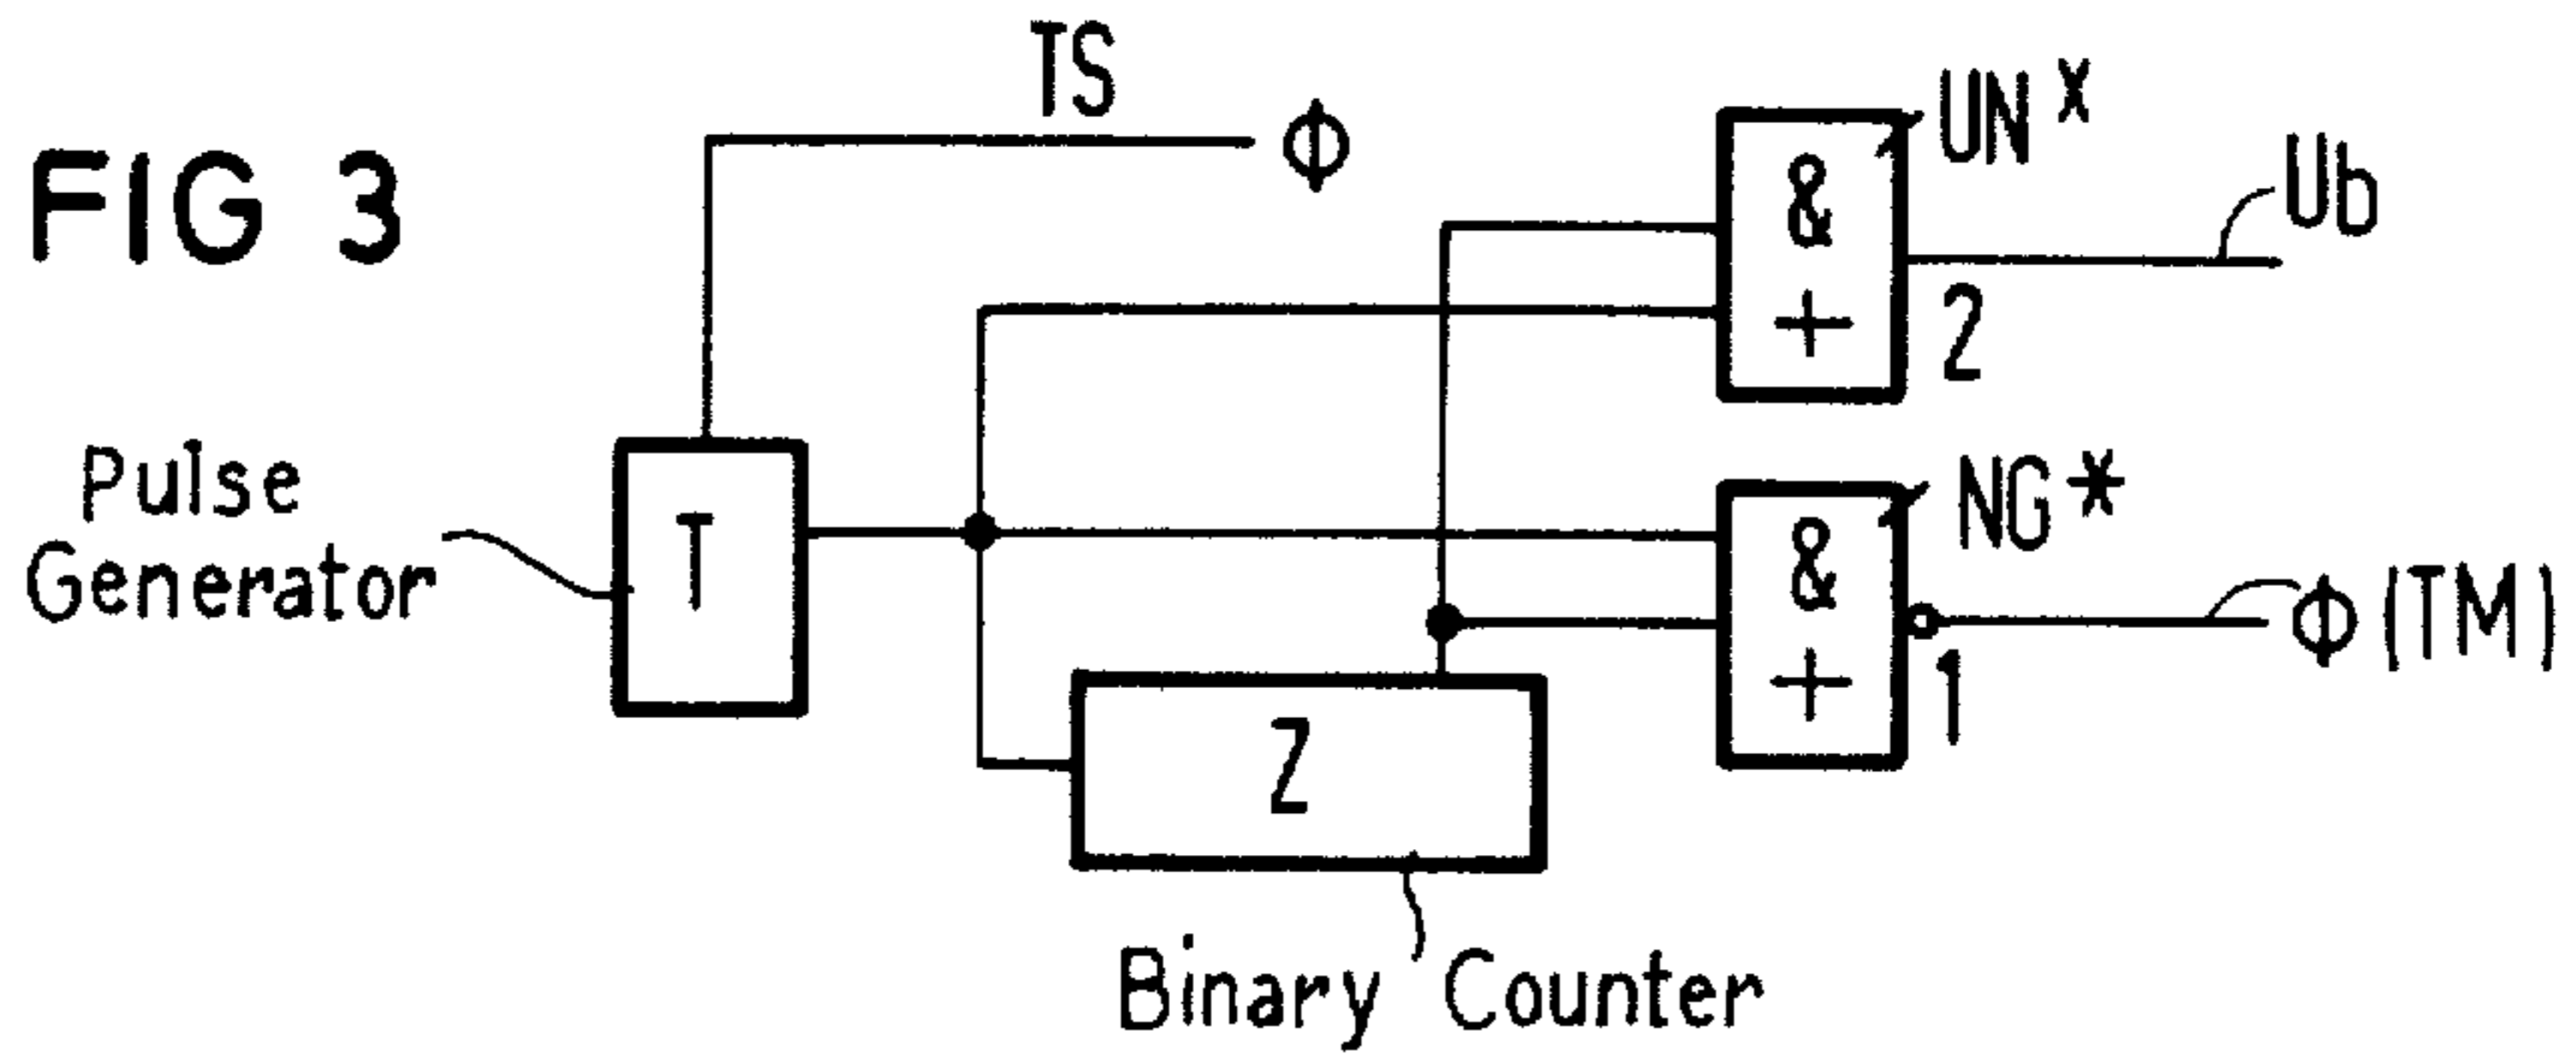 FIG 3
TS
Φ
UN*
&
+
2
Ub
Pulse
Generator
T
NG*
&
+
1
Φ (TM)
Z
Binary Counter